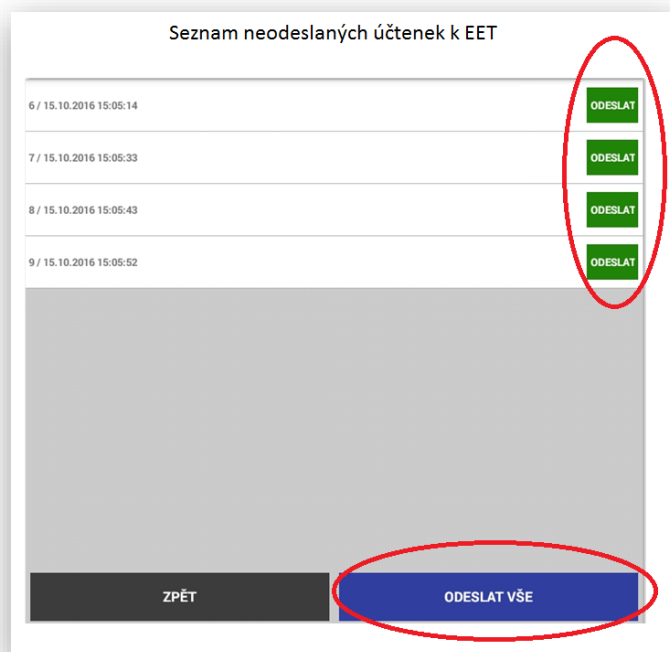 Seznam neodeslaných účtenek k EET
6 / 15.10.2016 15:05:14 ODESLAT
7 / 15.10.2016 15:05:33 ODESLAT
8 / 15.10.2016 15:05:43 ODESLAT
9 / 15.10.2016 15:05:52 ODESLAT
ZPĚT ODESLAT VŠE